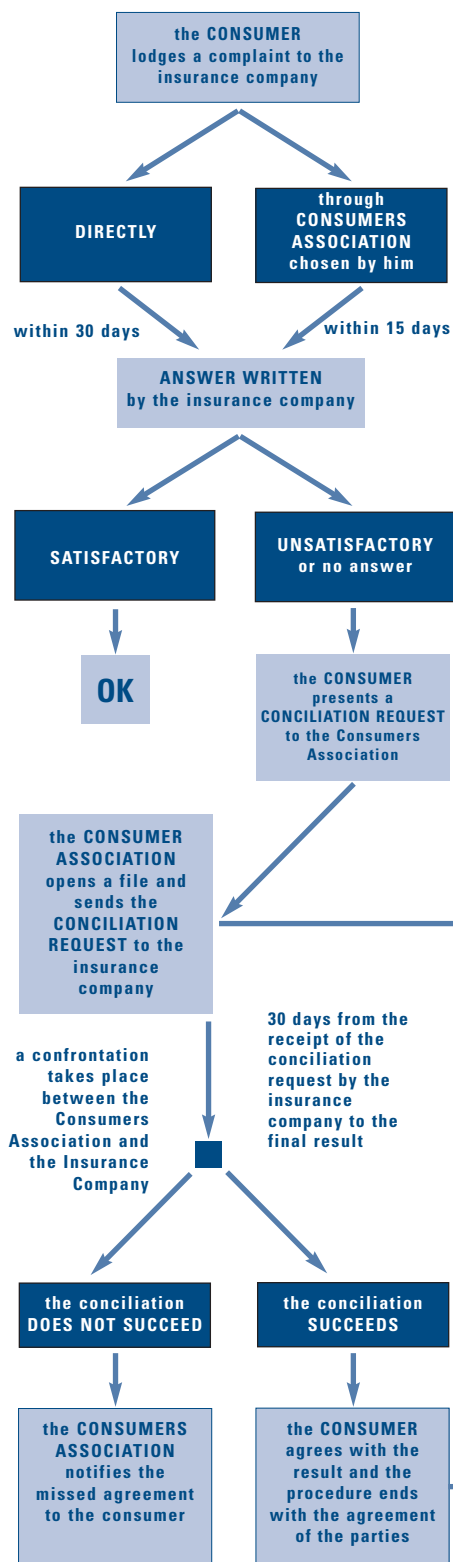 the CONSUMER
lodges a complaint to the
insurance company
DIRECTLY
through
CONSUMERS
ASSOCIATION
chosen by him
within 30 days
within 15 days
ANSWER WRITTEN
by the insurance company
SATISFACTORY
UNSATISFACTORY
or no answer
OK
the CONSUMER
presents a
CONCILIATION REQUEST
to the Consumers
Association
the CONSUMER
ASSOCIATION
opens a file and
sends the
CONCILIATION
REQUEST to the
insurance
company
a confrontation
takes place
between the
Consumers
Association and
the Insurance
Company
30 days from the
receipt of the
conciliation
request by the
insurance
company to the
final result
the conciliation
DOES NOT SUCCEED
the conciliation
SUCCEEDS
the CONSUMERS
ASSOCIATION
notifies the
missed agreement
to the consumer
the CONSUMER
agrees with the
result and the
procedure ends
with the agreement
of the parties